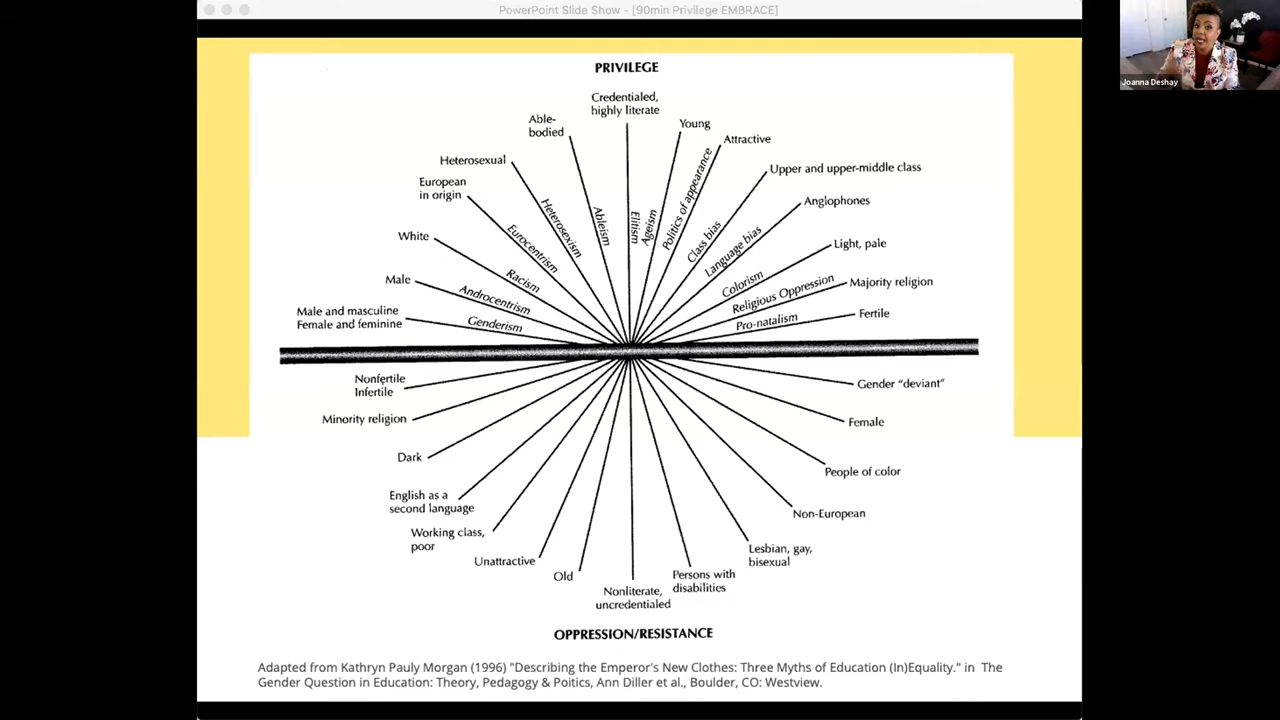 PowerPoint Slide Show - [90min Privilege EMBRACE]
Joanna Deshay
PRIVILEGE
Credentialed,
highly literate
Able-
bodied
Young
Attractive
Heterosexual
Upper and upper-middle class
European
in origin
Anglophones
White
Light, pale
Male
Majority religion
Male and masculine
Female and feminine
Fertile
Genderism
Androcentrism
Racism
Eurocentrism
Heterosexism
Ableism
Elitism
Ageism
Politics of appearance
Class bias
Language bias
Colorism
Religious Oppression
Pro-natalism
Nonfertile
Infertile
Gender “deviant”
Minority religion
Female
Dark
People of color
English as a
second language
Non-European
Working class,
poor
Lesbian, gay,
bisexual
Unattractive
Old
Persons with
disabilities
Nonliterate,
uncredentialed
OPPRESSION/RESISTANCE
Adapted from Kathryn Pauly Morgan (1996) "Describing the Emperor's New Clothes: Three Myths of Education (In)Equality." in The
Gender Question in Education: Theory, Pedagogy & Poitics, Ann Diller et al., Boulder, CO: Westview.